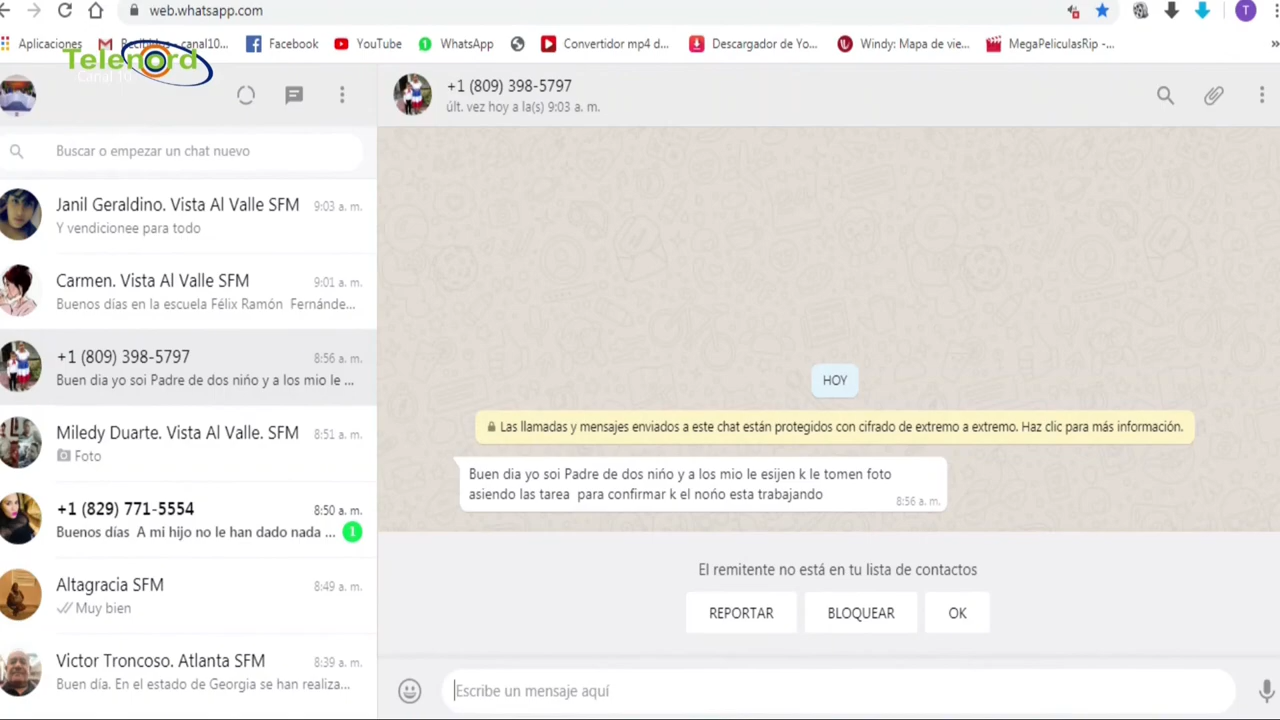 web.whatsapp.com
Aplicaciones
canal10...
Facebook
YouTube
WhatsApp
Convertidor mp4 d...
Descargador de Yo...
Windy: Mapa de vie...
MegaPeliculasRip -...
»
T
Telenord
Canal 10
+1 (809) 398-5797
últ. vez hoy a la(s) 9:03 a. m.
Buscar o empezar un chat nuevo
Janil Geraldino. Vista Al Valle SFM 9:03 a. m.
Y vendicionee para todo
Carmen. Vista Al Valle SFM 9:01 a. m.
Buenos días en la escuela Félix Ramón Fernánde...
+1 (809) 398-5797 8:56 a. m.
Buen dia yo soi Padre de dos nińo y a los mio le ...
Miledy Duarte. Vista Al Valle. SFM 8:51 a. m.
Foto
+1 (829) 771-5554 8:50 a. m.
Buenos días A mi hijo no le han dado nada ... 1
Altagracia SFM 8:49 a. m.
Muy bien
Victor Troncoso. Atlanta SFM 8:39 a. m.
Buen día. En el estado de Georgia se han realiza...
HOY
Las llamadas y mensajes enviados a este chat están protegidos con cifrado de extremo a extremo. Haz clic para más información.
Buen dia yo soi Padre de dos nińo y a los mio le esijen k le tomen foto
asiendo las tarea para confirmar k el nońo esta trabajando
8:56 a. m.
El remitente no está en tu lista de contactos
REPORTAR BLOQUEAR OK
Escribe un mensaje aquí